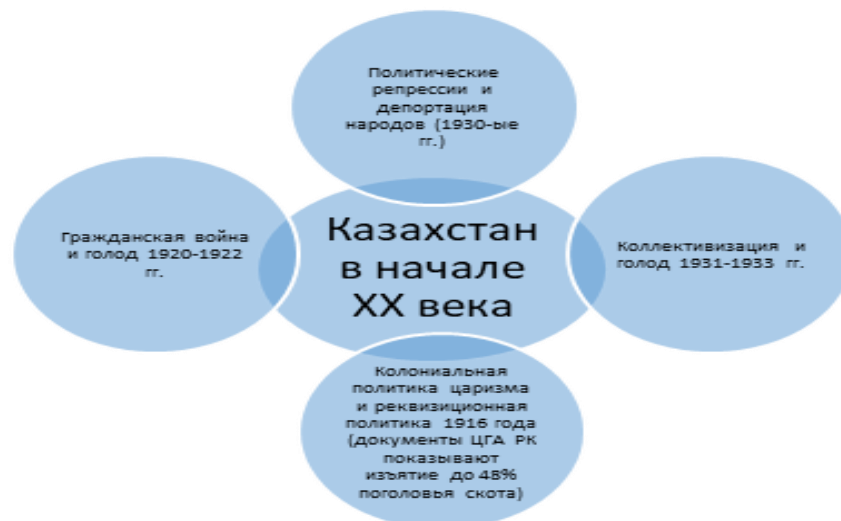 Политические
репрессии и
депортация
народов (1930-ые
гг.)
Гражданская война
и голод 1920-1922
гг.
Казахстан
в начале
XX века
Коллективизация и
голод 1931-1933 гг.
Колониальная
политика царизма
и реквизиционная
политика 1916 года
(документы ЦГА РК
показывают
изъятие до 48%
поголовья скота)